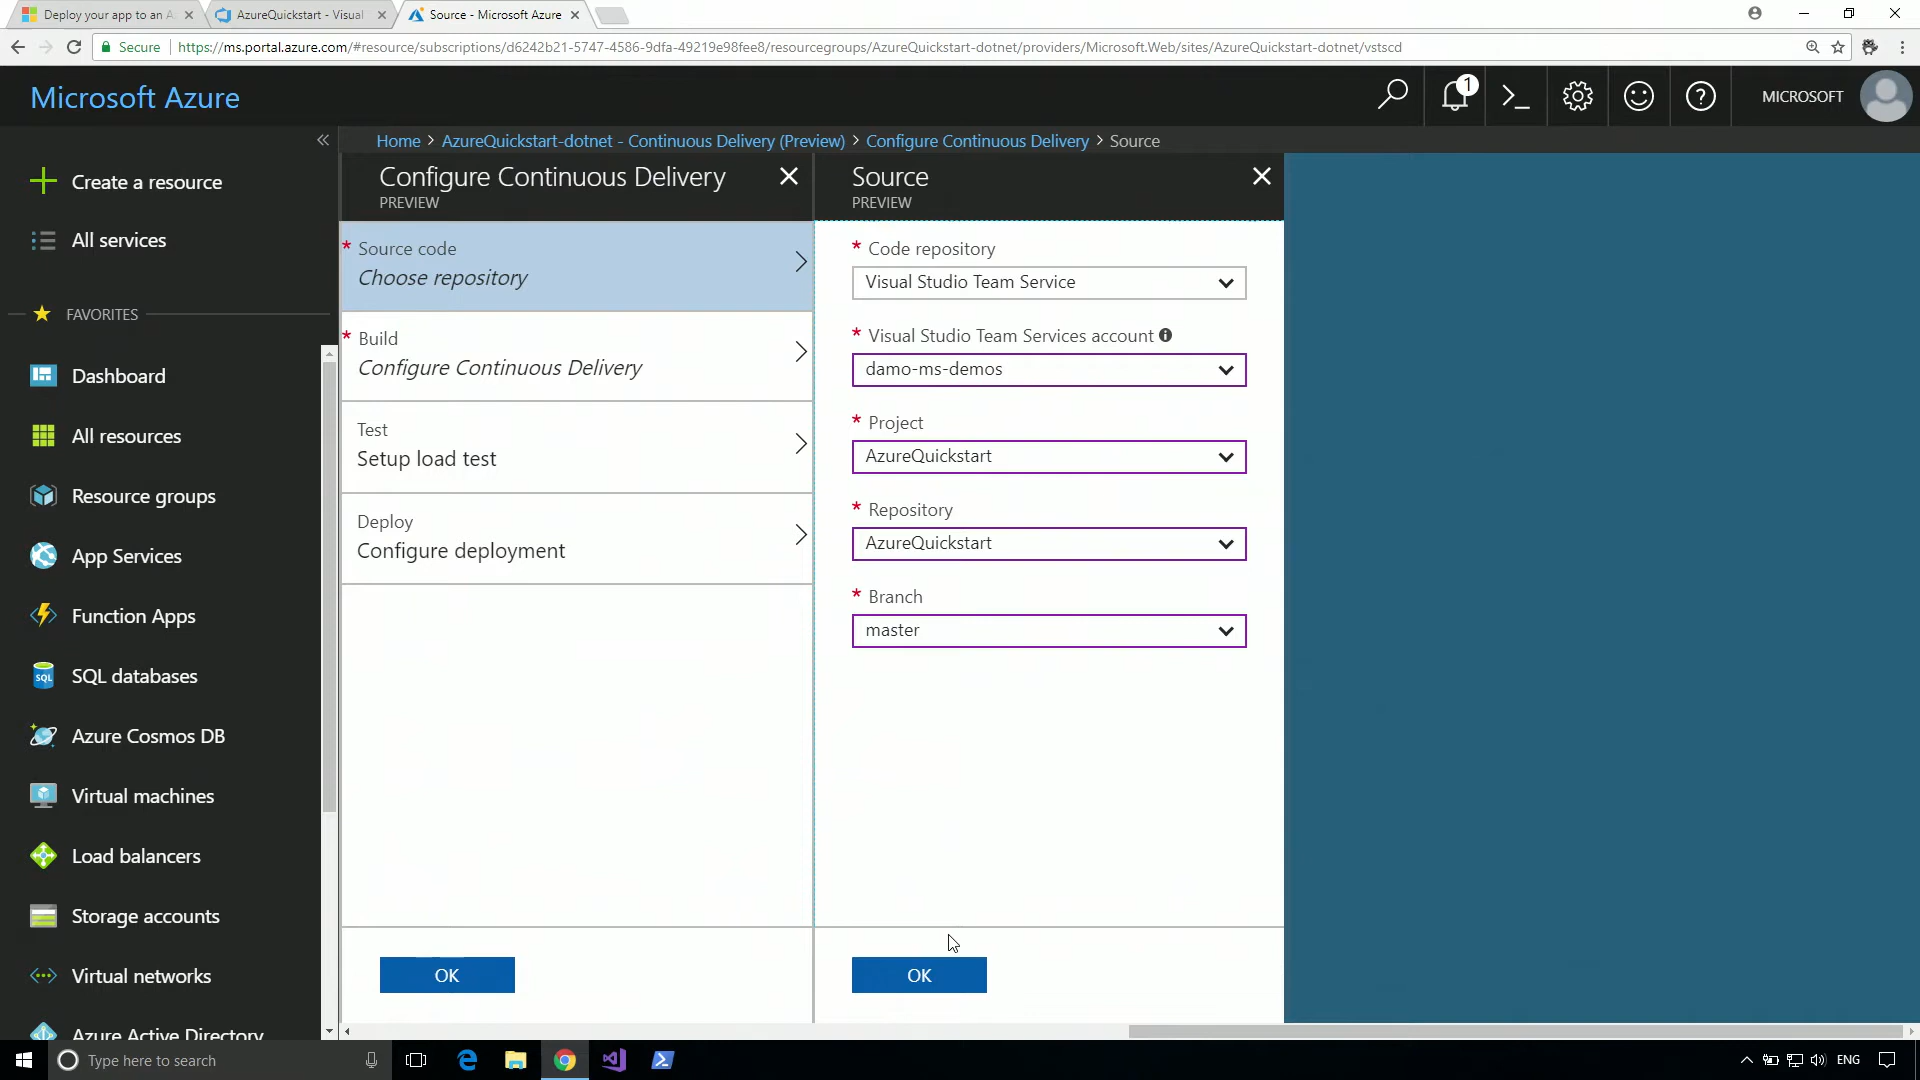 Deploy your app to an A
AzureQuickstart - Visual
Source - Microsoft Azure
Secure
https://ms.portal.azure.com/#resource/subscriptions/d6242b21-5747-4586-9dfa-49219e98fee8/resourcegroups/AzureQuickstart-dotnet/providers/Microsoft.Web/sites/AzureQuickstart-dotnet/vstscd
Microsoft Azure
1
MICROSOFT
Home > AzureQuickstart-dotnet - Continuous Delivery (Preview) > Configure Continuous Delivery > Source
Create a resource
All services
FAVORITES
Dashboard
All resources
Resource groups
App Services
Function Apps
SQL
SQL databases
Azure Cosmos DB
Virtual machines
Load balancers
Storage accounts
Virtual networks
Azure Active Directory
Configure Continuous Delivery
PREVIEW
* Source code
Choose repository
* Build
Configure Continuous Delivery
Test
Setup load test
Deploy
Configure deployment
OK
Source
PREVIEW
* Code repository
Visual Studio Team Service
* Visual Studio Team Services account
damo-ms-demos
* Project
AzureQuickstart
* Repository
AzureQuickstart
* Branch
master
OK
Type here to search
ENG